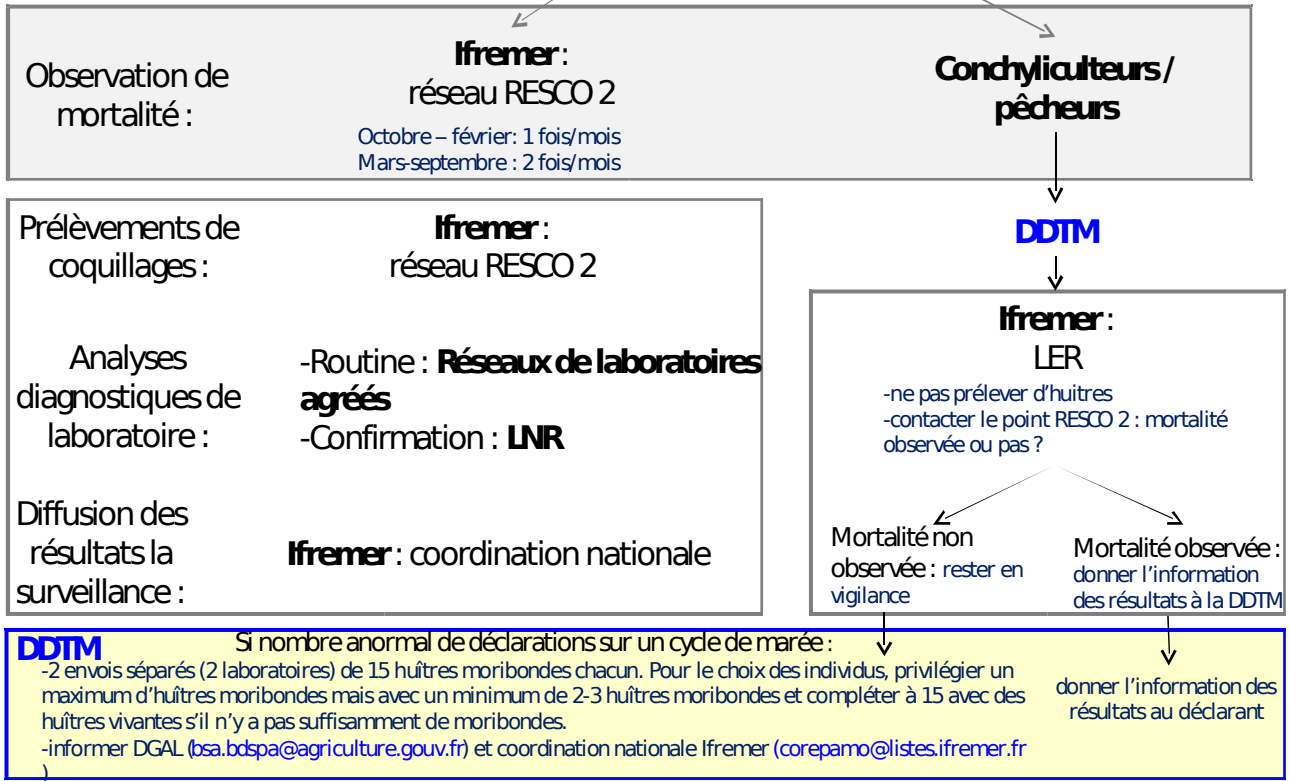 Observation de
mortalité :
Ifremer :
réseau RESCO 2
Octobre – février: 1 fois/mois
Mars-septembre : 2 fois/mois
Conchyliculteurs /
pêcheurs
Prélèvements de
coquillages :
Ifremer :
réseau RESCO 2
Analyses
diagnostiques de
laboratoire :
-Routine : Réseaux de laboratoires
agréés
-Confirmation : LNR
Diffusion des
résultats la
surveillance :
Ifremer : coordination nationale
DDTM
Ifremer :
LER
-ne pas prélever d'huitres
-contacter le point RESCO 2 : mortalité
observée ou pas ?
Mortalité non
observée : rester en
vigilance
Mortalité observée :
donner l'information
des résultats à la DDTM
DDTM
Si nombre anormal de déclarations sur un cycle de marée :
-2 envois séparés (2 laboratoires) de 15 huîtres moribondes chacun. Pour le choix des individus, privilégier un
maximum d'huîtres moribondes mais avec un minimum de 2-3 huîtres moribondes et compléter à 15 avec des
huîtres vivantes s'il n'y a pas suffisamment de moribondes.
-informer DGAL (bsa.bdspa@agriculture.gouv.fr) et coordination nationale Ifremer (corepamo@listes.ifremer.fr
)
donner l'information des
résultats au déclarant